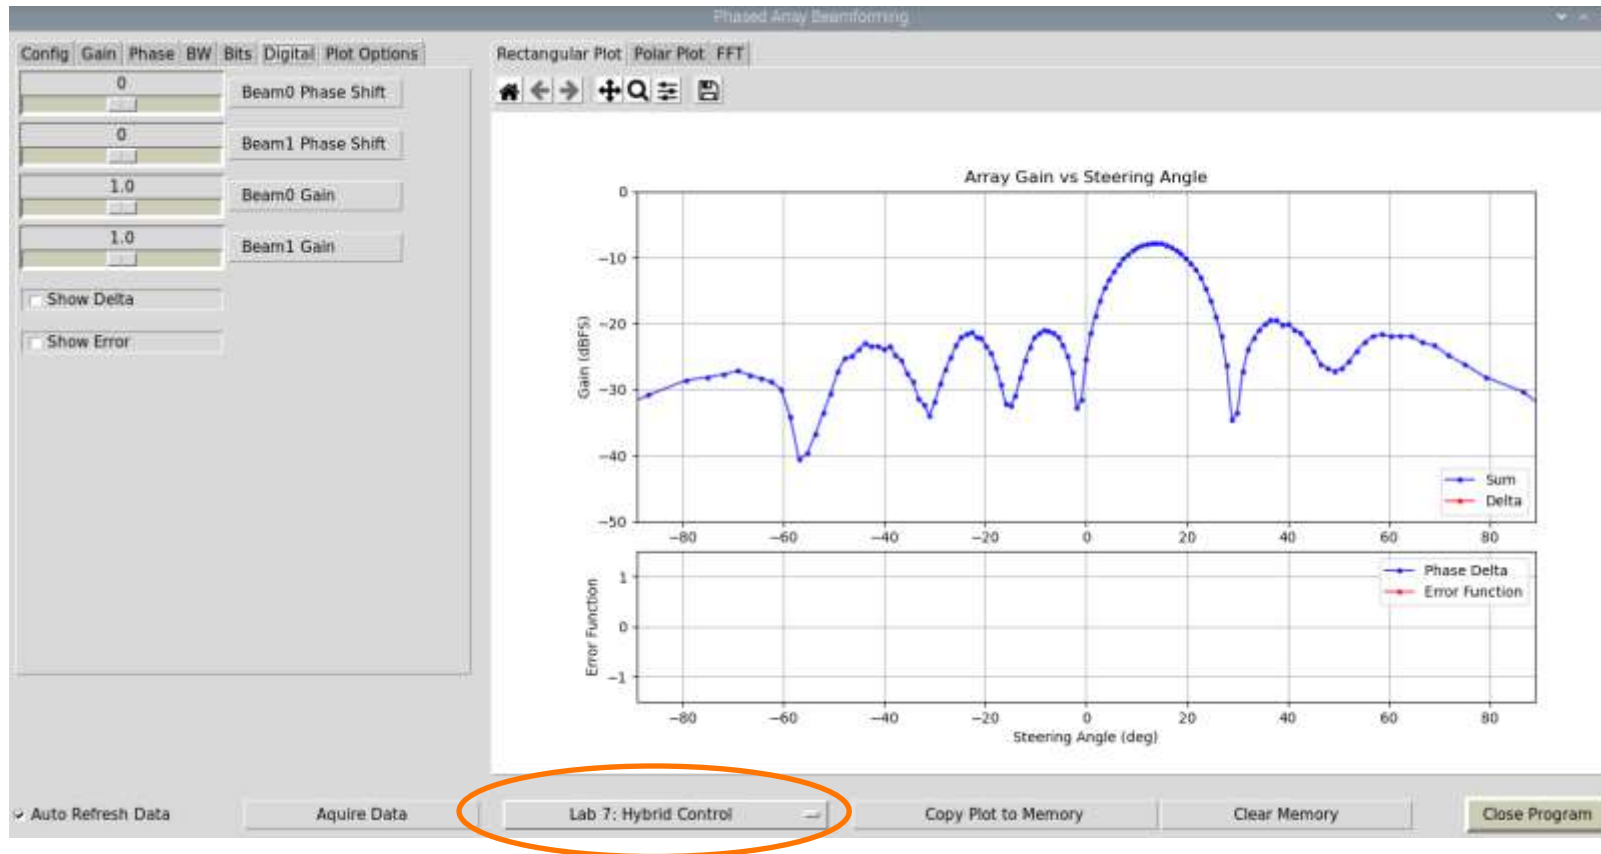 Phased Array Beamforming
Config Gain Phase BW Bits Digital Plot Options
Rectangular Plot Polar Plot FFT
0
Beam0 Phase Shift
0
Beam1 Phase Shift
1.0
Beam0 Gain
1.0
Beam1 Gain
Show Delta
Show Error
Array Gain vs Steering Angle
0
−10
−20
−30
−40
−50
Gain (dBFS)
Sum
Delta
−80 −60 −40 −20 0 20 40 60 80
1
0
−1
Error Function
Phase Delta
Error Function
−80 −60 −40 −20 0 20 40 60 80
Steering Angle (deg)
Auto Refresh Data
Aquire Data
Lab 7: Hybrid Control
Copy Plot to Memory
Clear Memory
Close Program